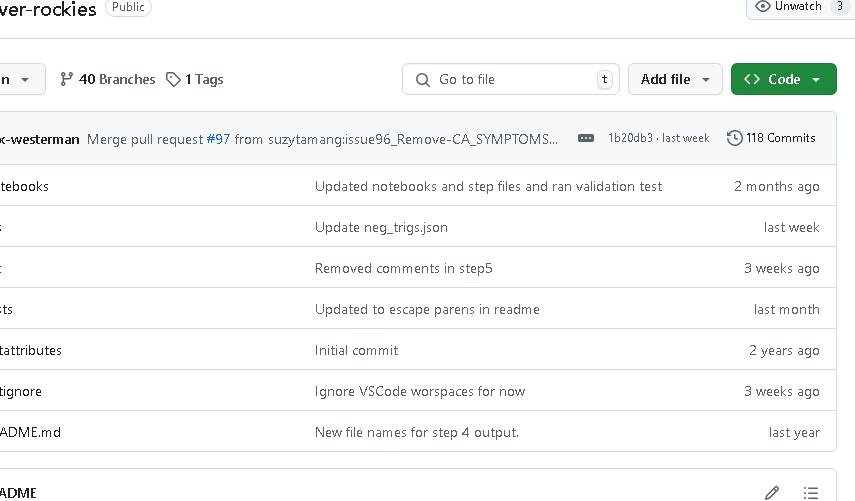 ver-rockies Public Unwatch 3
n 40 Branches 1 Tags Go to file t Add file Code
x-westerman Merge pull request #97 from suzytamang:issue96_Remove-CA_SYMPTOMS... 1b20db3 · last week 118 Commits
tebooks Updated notebooks and step files and ran validation test 2 months ago
s Update neg_trigs.json last week
Removed comments in step5 3 weeks ago
sts Updated to escape parens in readme last month
tattributes Initial commit 2 years ago
tignore Ignore VSCode worspaces for now 3 weeks ago
ADME.md New file names for step 4 output. last year
ADME